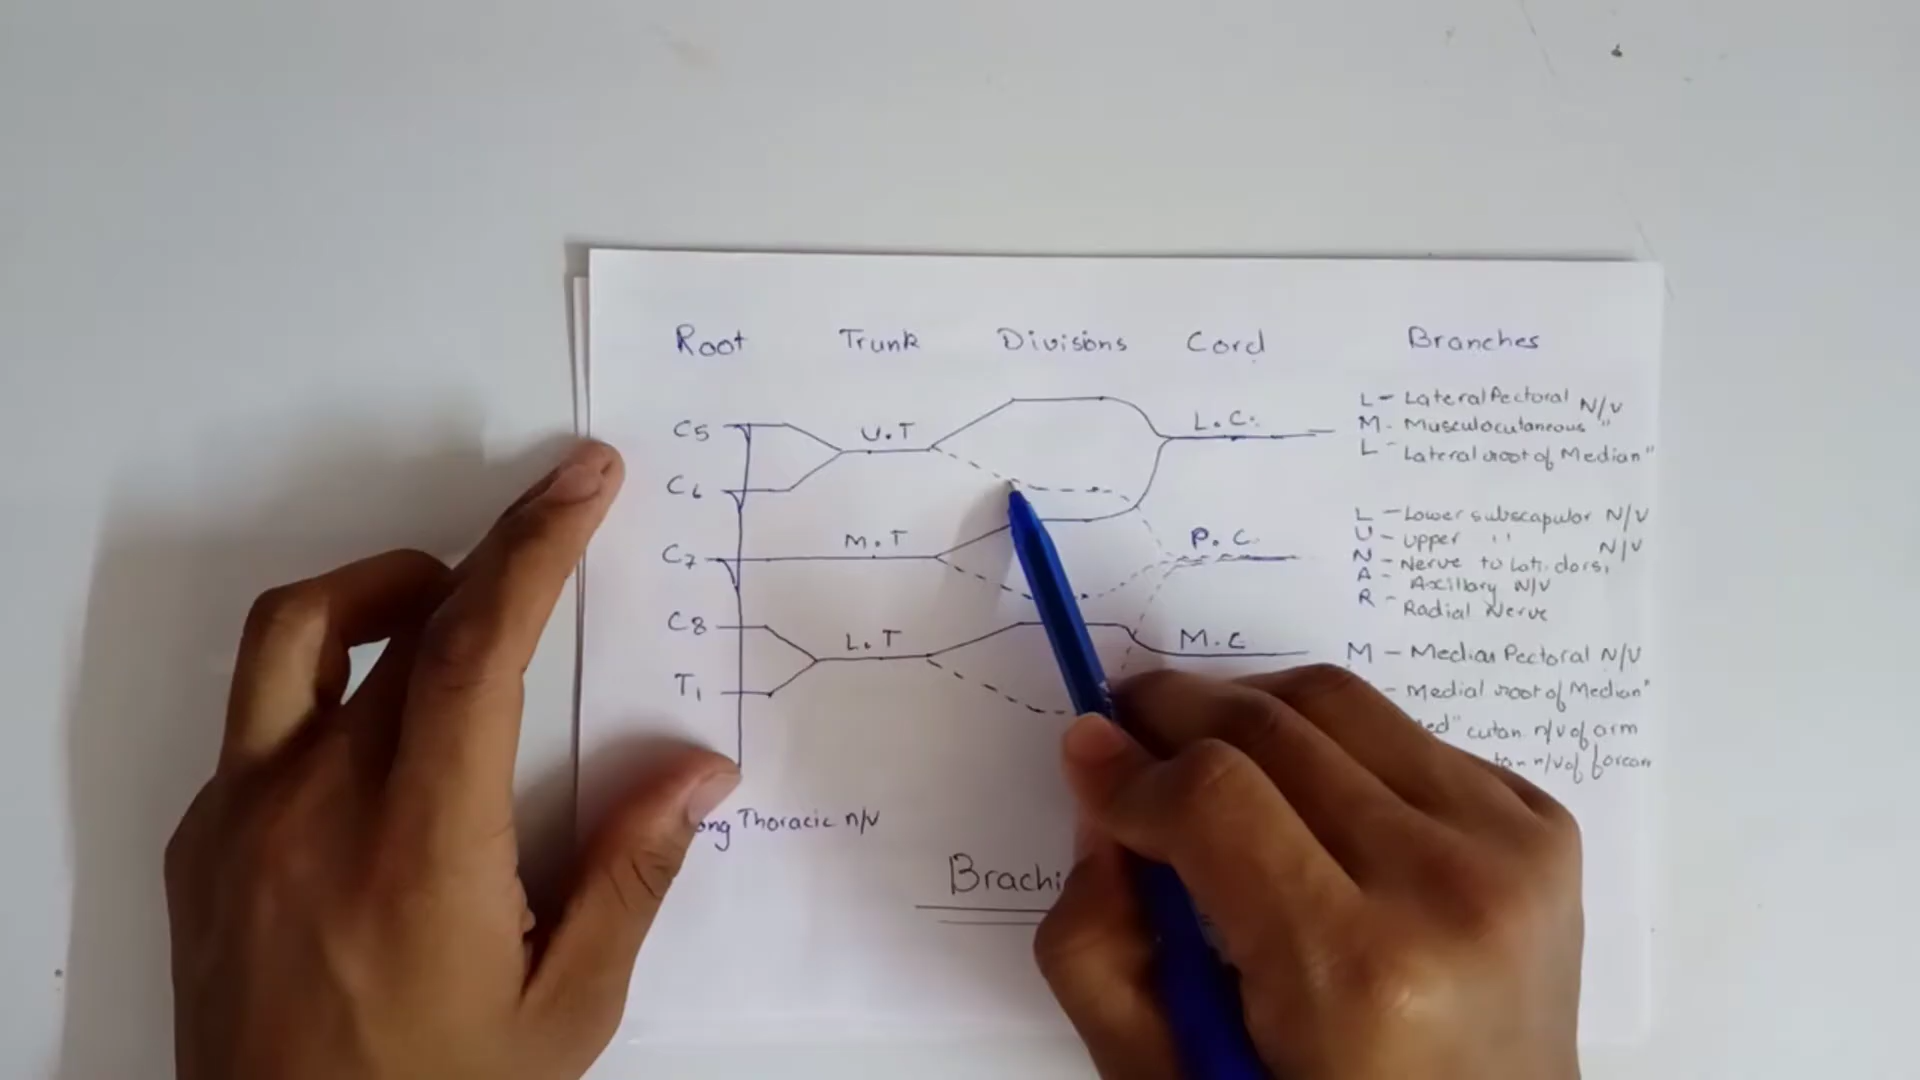 Root Trunk Divisions Cord Branches
C5
C6
C7
C8
T1
U.T
M.T
L.T
L.C.
P.C.
M.C
L - Lateral Pectoral N/V
M. Musculocutaneous "
L - Lateral root of Median "
L - Lower subscapular N/V
U - Upper " N/V
N - Nerve to Lati. dorsi
A - Axillary N/V
R - Radial Nerve
M - Medial Pectoral N/V
- Medial root of Median "
cutan. n/v of arm
n/v of
Thoracic n/v